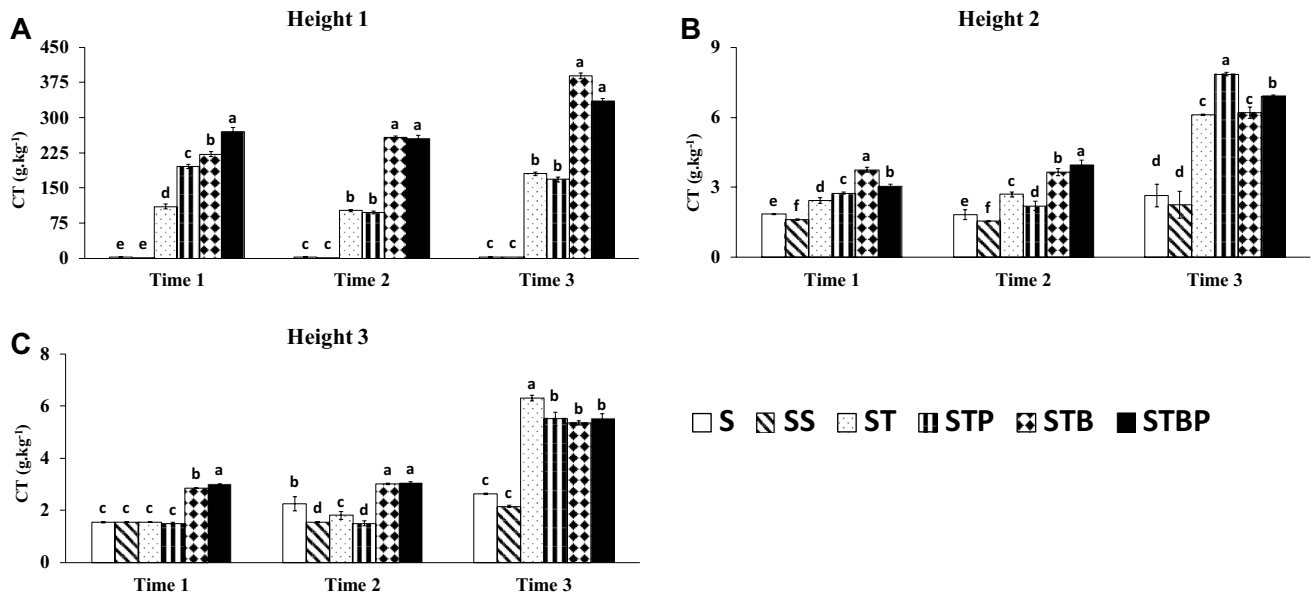 A
Height 1
CT (g.kg-1)
450
375
300
225
150
75
0
e e d c b a
c c b b a a
c c b b a a
Time 1 Time 2 Time 3
B
Height 2
CT (g.kg-1)
9
6
3
0
e f d c a b
e f c d b a
d d c a c b
Time 1 Time 2 Time 3
C
Height 3
CT (g.kg-1)
8
6
4
2
0
c c c c b a
b d c d a a
c c a b b b
Time 1 Time 2 Time 3
S SS ST STP STB STBP